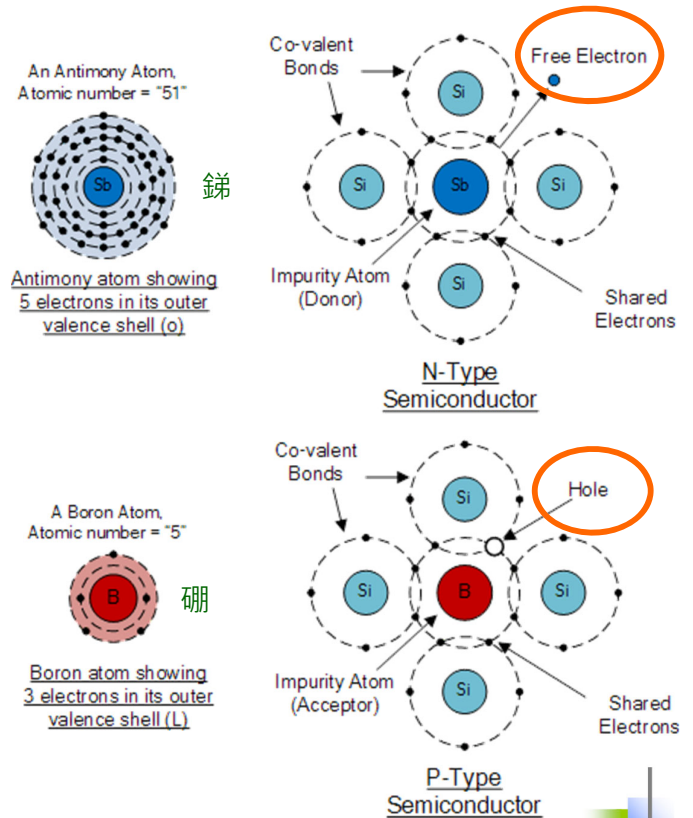 An Antimony Atom,
Atomic number = "51"
Sb
銻
Antimony atom showing
5 electrons in its outer
valence shell (o)
Co-valent
Bonds
Free Electron
Si
Si
Sb
Si
Si
Impurity Atom
(Donor)
Shared
Electrons
N-Type
Semiconductor
A Boron Atom,
Atomic number = "5"
B
硼
Boron atom showing
3 electrons in its outer
valence shell (L)
Co-valent
Bonds
Hole
Si
Si
B
Si
Si
Impurity Atom
(Acceptor)
Shared
Electrons
P-Type
Semiconductor